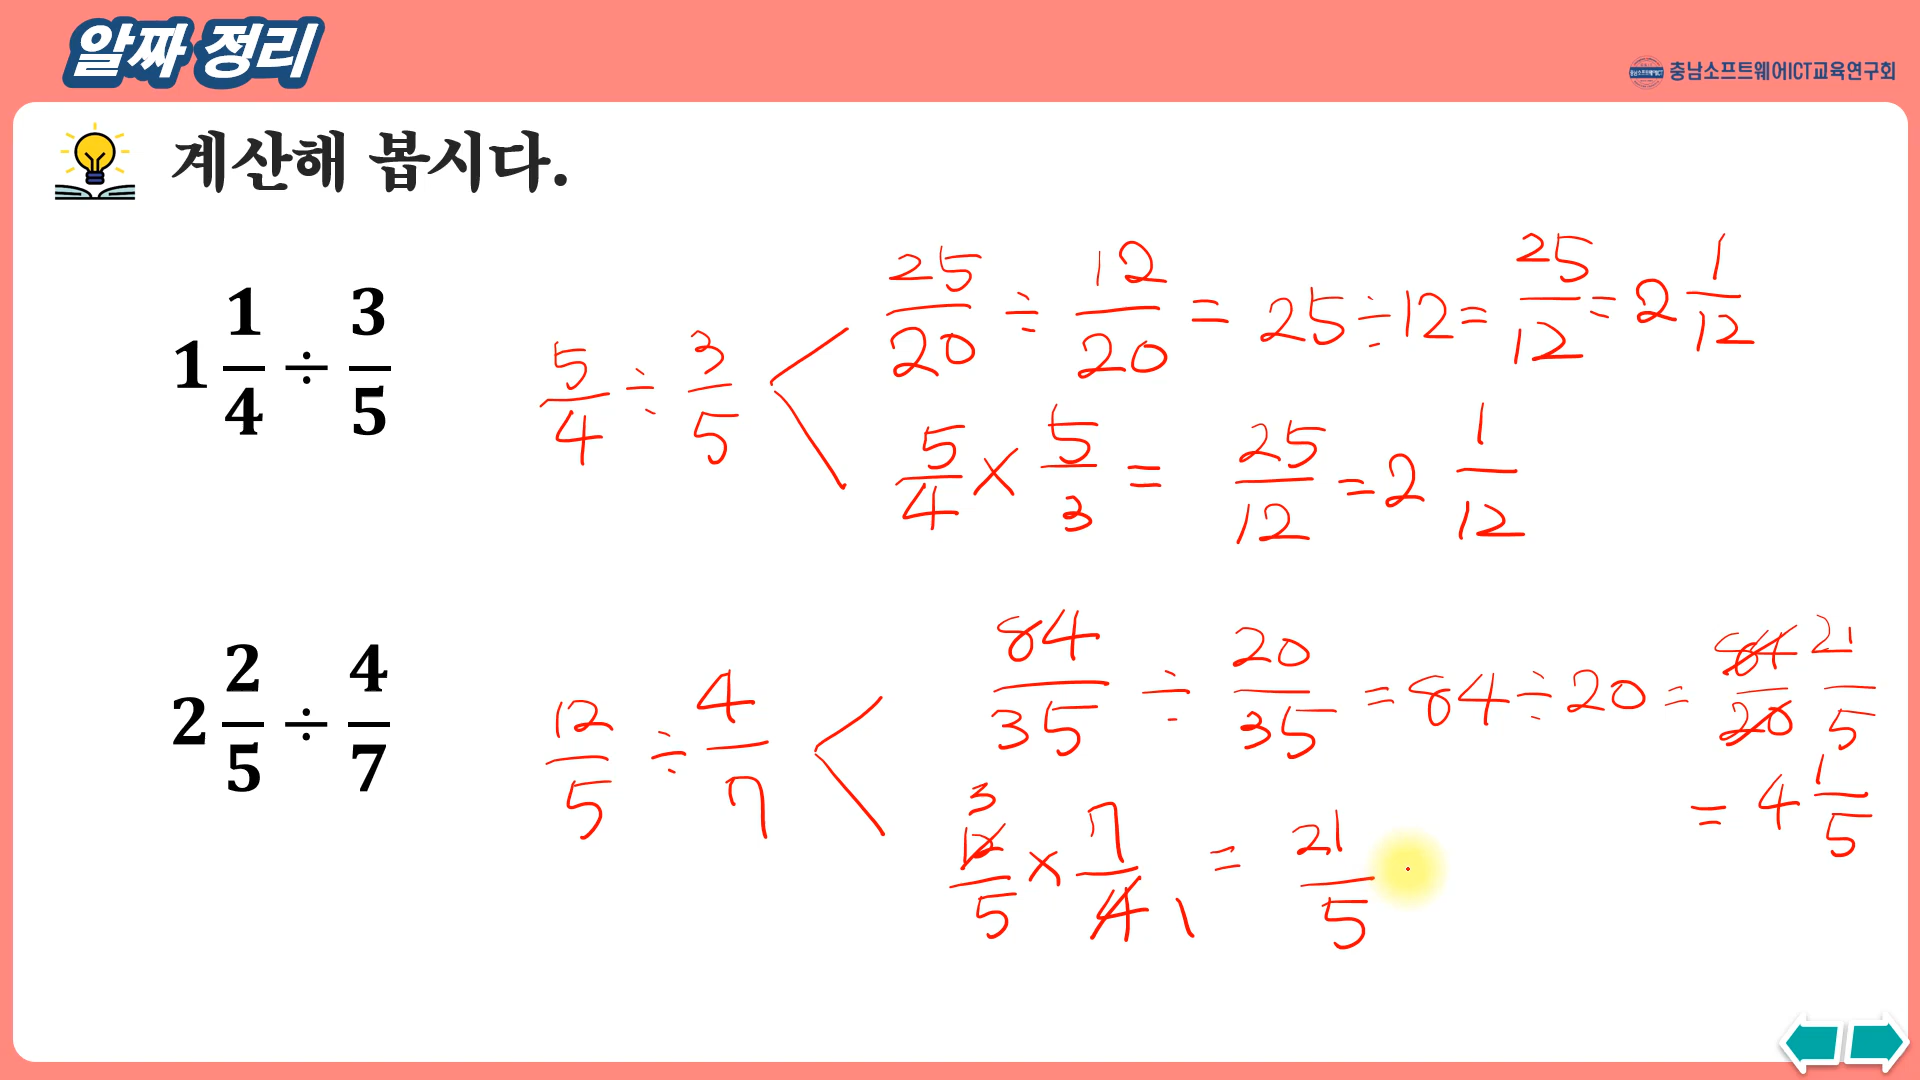 알짜 정리
충남소프트웨어ICT교육연구회
계산해 봅시다.
1 1/4 ÷ 3/5
5/4 ÷ 3/5
25/20 ÷ 12/20 = 25 ÷ 12 = 25/12 = 2 1/12
5/4 × 5/3 = 25/12 = 2 1/12
2 2/5 ÷ 4/7
12/5 ÷ 4/7
84/35 ÷ 20/35 = 84 ÷ 20 = 84/20 21/5
= 4 1/5
3 1
12/5 × 7/4 = 21/5